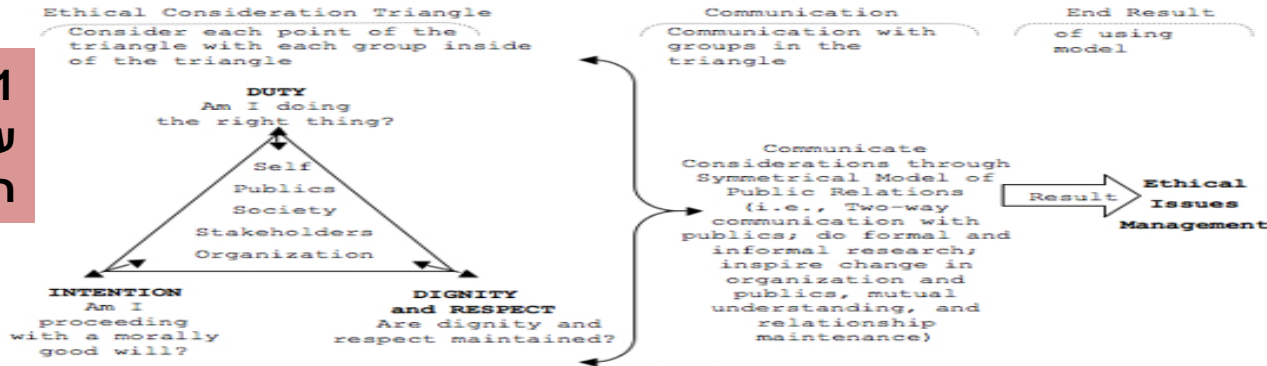 Ethical Consideration Triangle
Consider each point of the
triangle with each group inside
of the triangle
DUTY
Am I doing
the right thing?
Self
Publics
Society
Stakeholders
Organization
INTENTION
Am I
proceeding
with a morally
good will?
DIGNITY
and RESPECT
Are dignity and
respect maintained?
Communication
Communication with
groups in the
triangle
Communicate
Considerations through
Symmetrical Model of
Public Relations
(i.e., Two-way
communication with
publics; do formal and
informal research;
inspire change in
organization and
publics, mutual
understanding, and
relationship
maintenance)
End Result
of using
model
Result
Ethical
Issues
Management
1